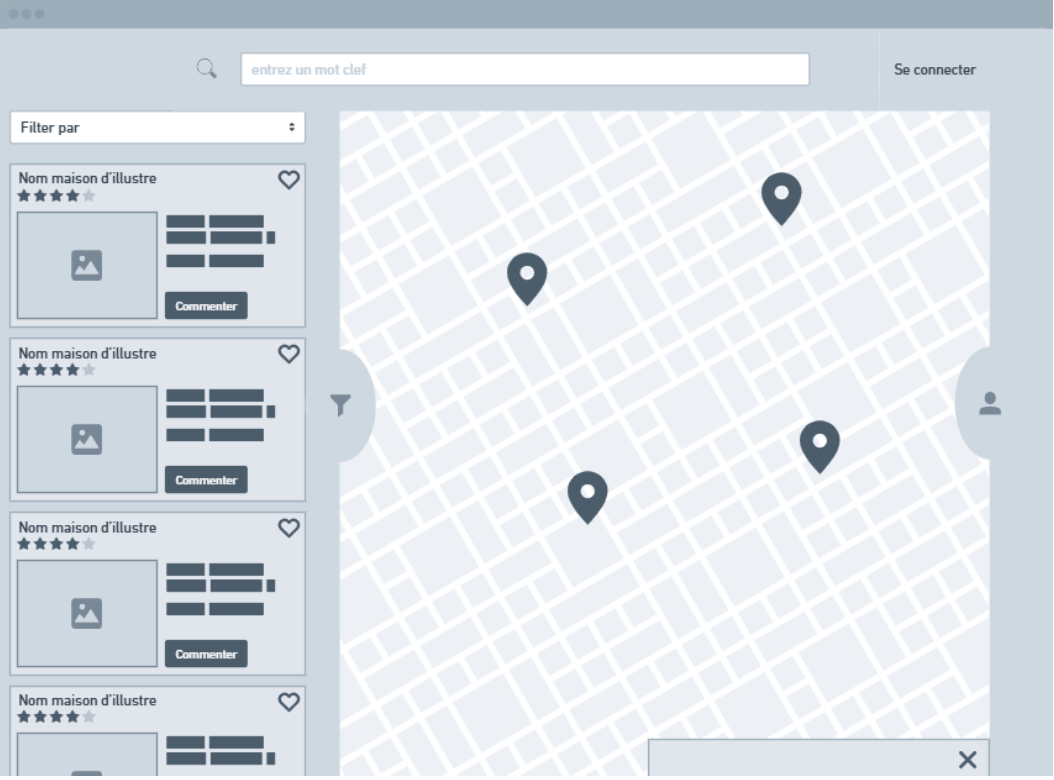 entrez un mot clef
Se connecter
Filter par
Nom maison d'illustre
Commenter
Nom maison d'illustre
Commenter
Nom maison d'illustre
Commenter
Nom maison d'illustre